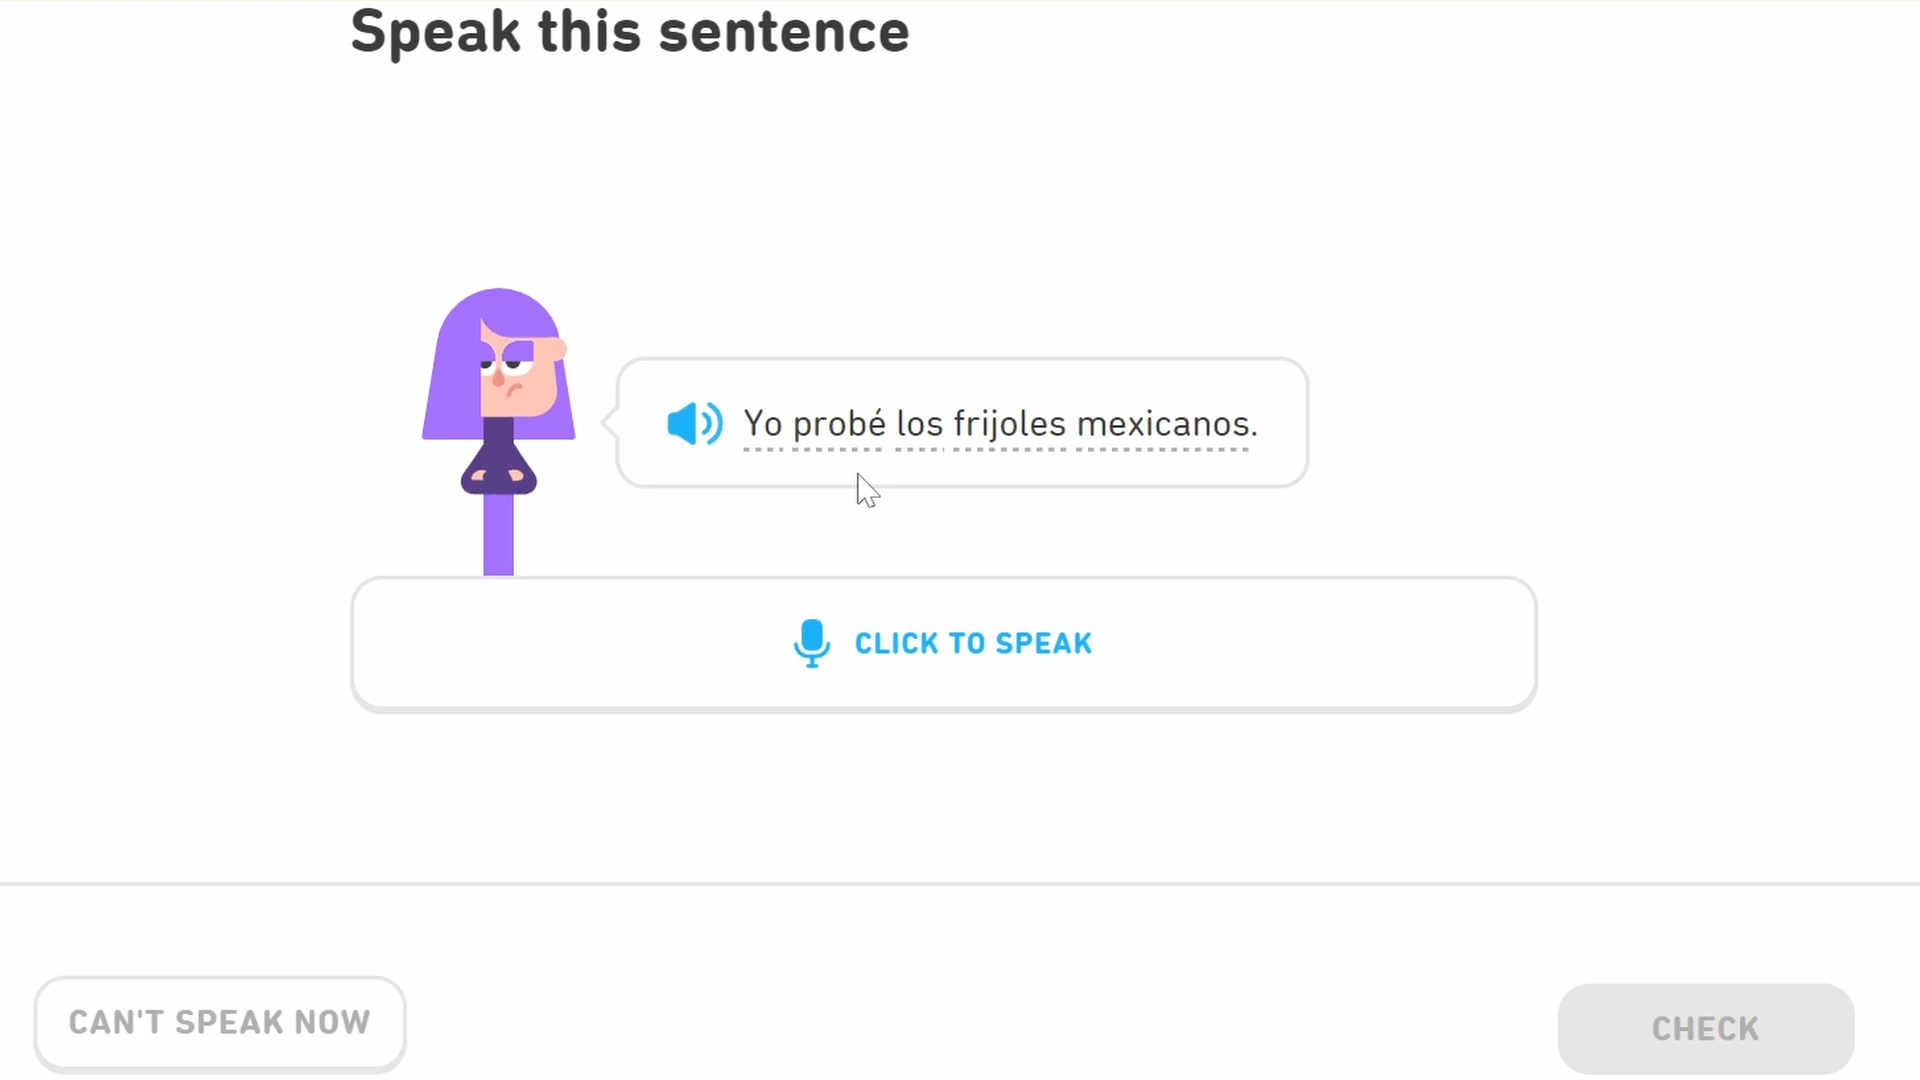 Speak this sentence
Yo probé los frijoles mexicanos.
CLICK TO SPEAK
CAN'T SPEAK NOW
CHECK